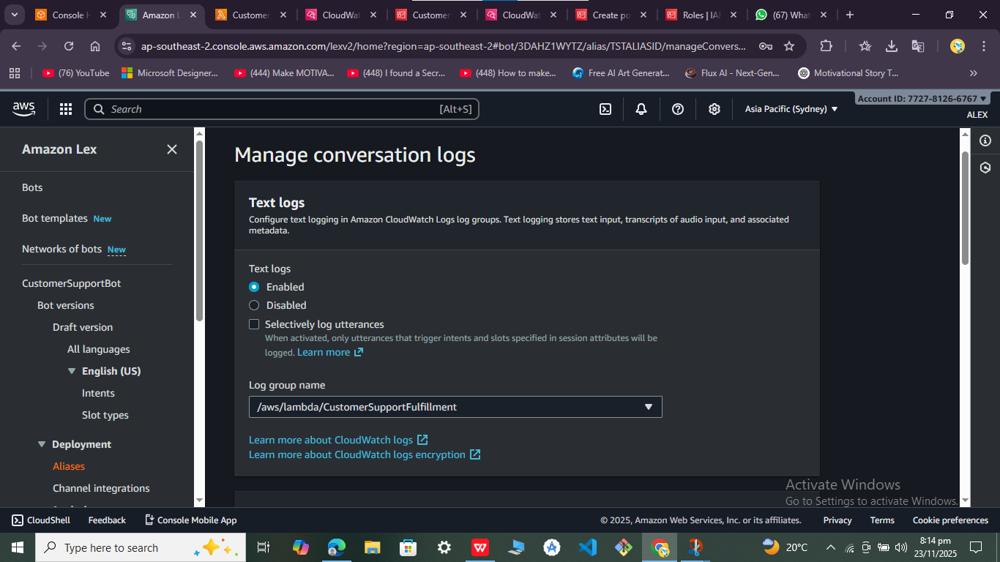 Console H
Amazon L
Customer
CloudWat
Customer
CloudWat
Create po
Roles | IA
(67) What
ap-southeast-2.console.aws.amazon.com/lexv2/home?region=ap-southeast-2#bot/3DAHZ1WYTZ/alias/TSTALIASID/manageConvers...
(76) YouTube
Microsoft Designer...
(444) Make MOTIVA...
(448) I found a Secr...
(448) How to make...
Free AI Art Generat...
Flux AI - Next-Gen...
Motivational Story T...
aws
Search
[Alt+S]
Asia Pacific (Sydney)
Account ID: 7727-8126-6767
ALEX
Amazon Lex
Bots
Bot templates New
Networks of bots New
CustomerSupportBot
Bot versions
Draft version
All languages
English (US)
Intents
Slot types
Deployment
Aliases
Channel integrations
Manage conversation logs
Text logs
Configure text logging in Amazon CloudWatch Logs log groups. Text logging stores text input, transcripts of audio input, and associated
metadata.
Text logs
Enabled
Disabled
Selectively log utterances
When activated, only utterances that trigger intents and slots specified in session attributes will be
logged. Learn more
Log group name
/aws/lambda/CustomerSupportFulfillment
Learn more about CloudWatch logs
Learn more about CloudWatch logs encryption
Activate Windows
Go to Settings to activate Windows.
CloudShell
Feedback
Console Mobile App
© 2025, Amazon Web Services, Inc. or its affiliates.
Privacy
Terms
Cookie preferences
Type here to search
20°C
8:14 pm
23/11/2025